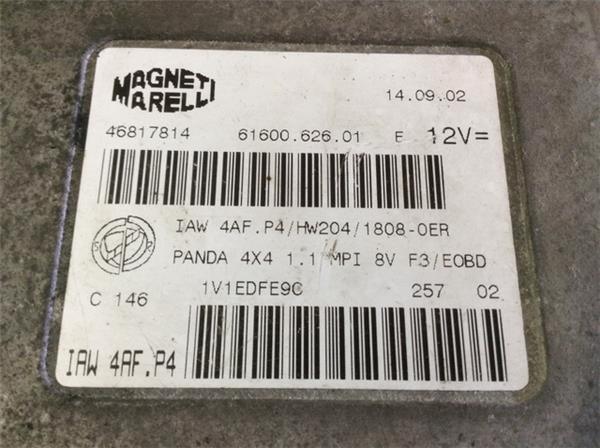 MAGNETI
MARELLI
14.09.02
46817814 61600.626.01 E 12V=
IAW 4AF.P4/HW204/1808-0ER
PANDA 4X4 1.1 MPI 8V F3/EOBD
C 146 1V1EDFE9C 257 02
IAW 4AF.P4